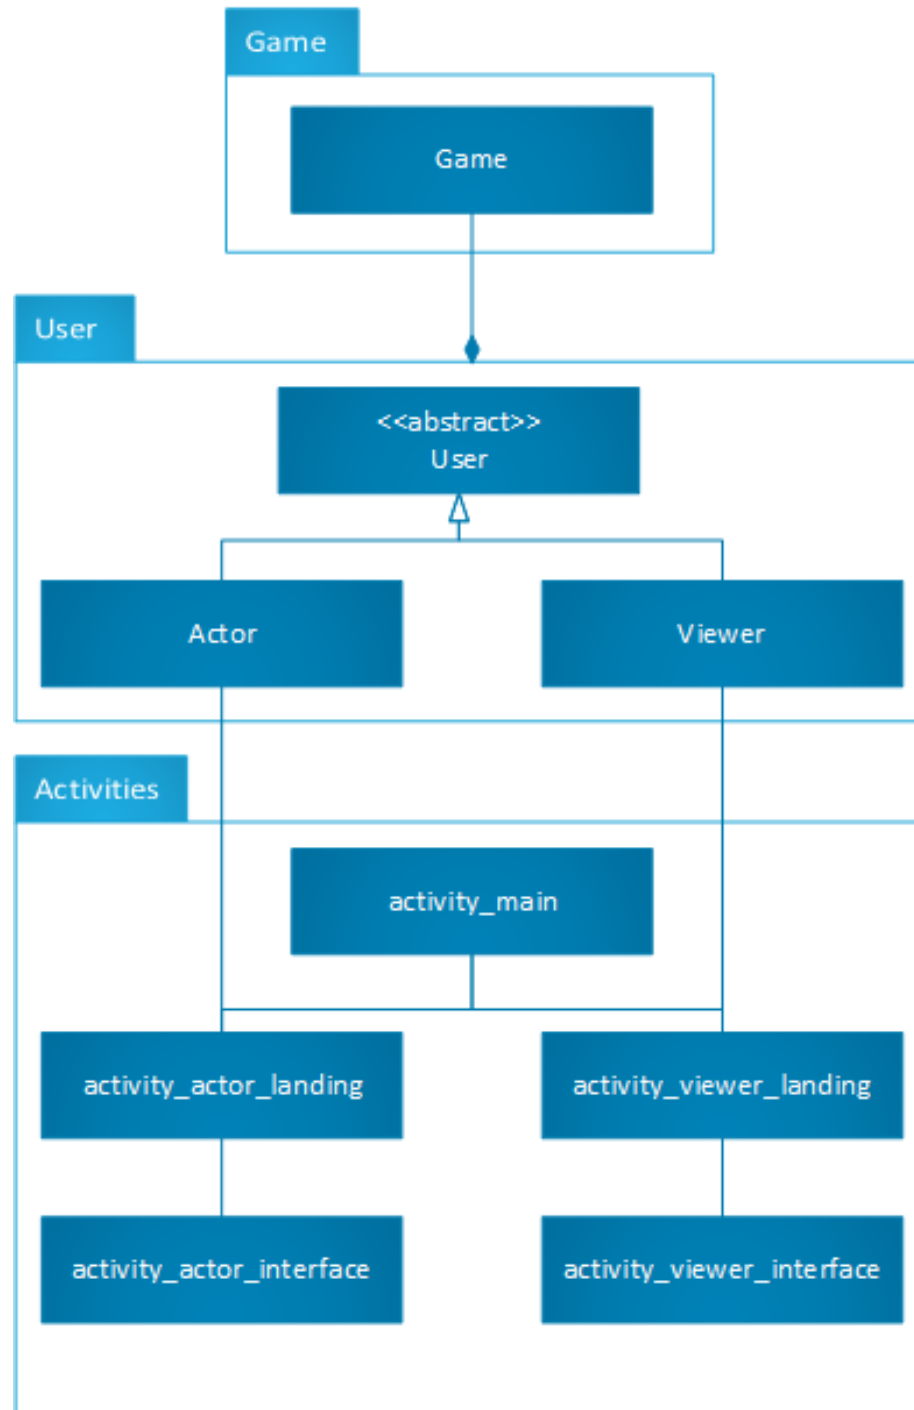 Game
Game
User
<<abstract>>
User
Actor
Viewer
Activities
activity_main
activity_actor_landing
activity_viewer_landing
activity_actor_interface
activity_viewer_interface